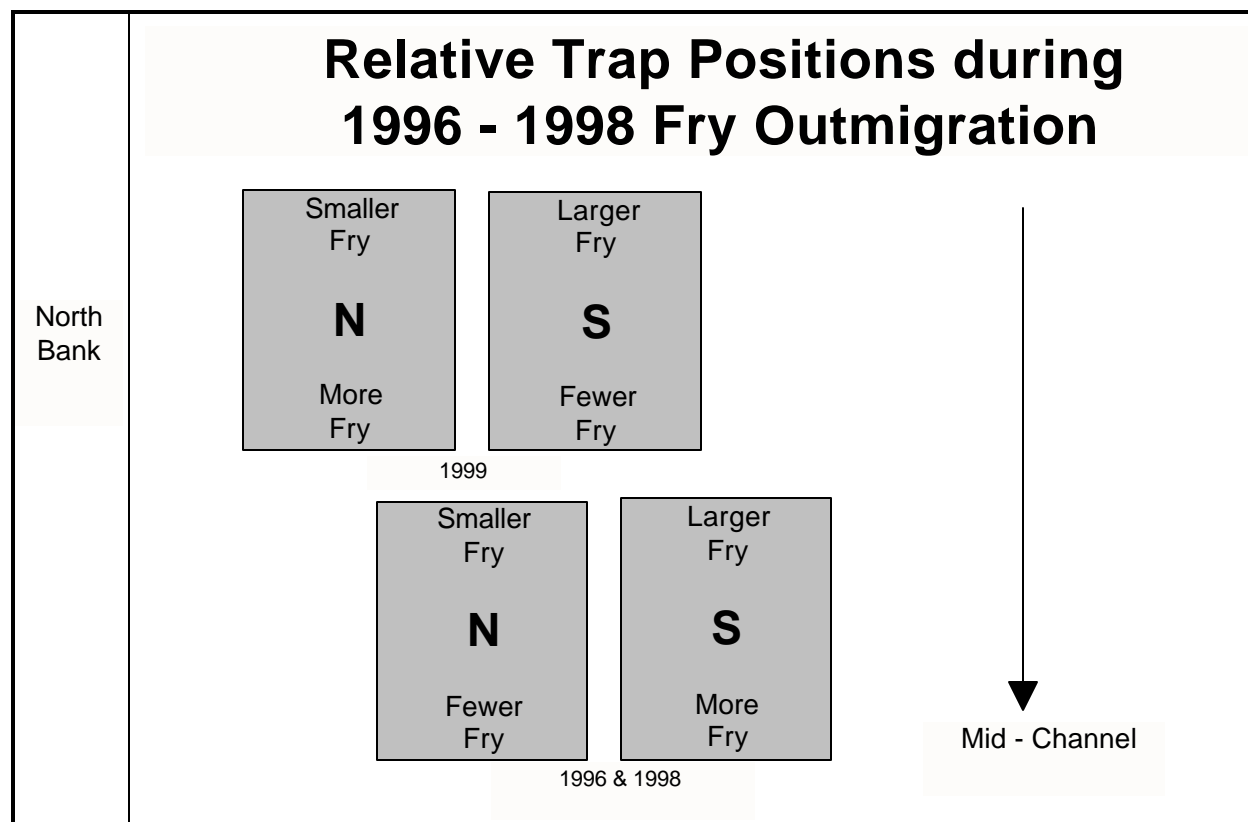 Relative Trap Positions during
1996 - 1998 Fry Outmigration
North
Bank
Smaller
Fry
N
More
Fry
Larger
Fry
S
Fewer
Fry
1999
Smaller
Fry
N
Fewer
Fry
Larger
Fry
S
More
Fry
1996 & 1998
Mid - Channel